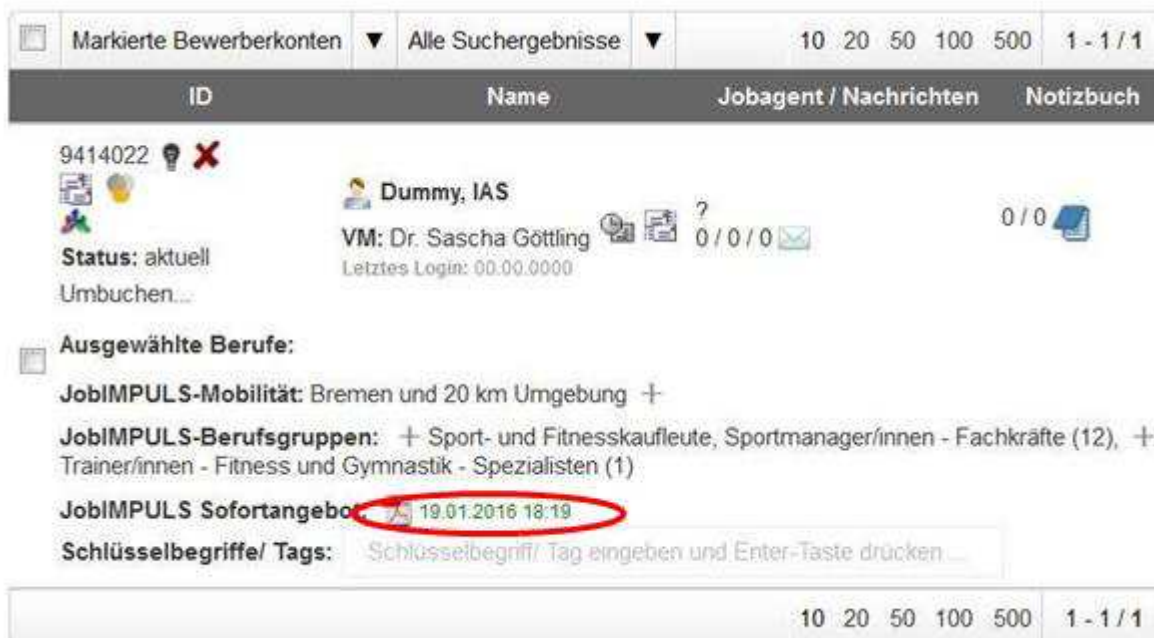 Markierte Bewerberkonten ▼ Alle Suchergebnisse ▼ 10 20 50 100 500 1 - 1 / 1
ID Name Jobagent / Nachrichten Notizbuch
9414022
Dummy, IAS
VM: Dr. Sascha Göttling
Letztes Login: 00.00.0000
?
0 / 0 / 0
0 / 0
Status: aktuell
Umbuchen...
Ausgewählte Berufe:
JobIMPULS-Mobilität: Bremen und 20 km Umgebung +
JobIMPULS-Berufsgruppen: + Sport- und Fitnesskaufleute, Sportmanager/innen - Fachkräfte (12), +
Trainer/innen - Fitness und Gymnastik - Spezialisten (1)
JobIMPULS Sofortangebot: 19.01.2016 18:19
Schlüsselbegriffe/ Tags: Schlüsselbegriff/ Tag eingeben und Enter-Taste drücken ...
10 20 50 100 500 1 - 1 / 1